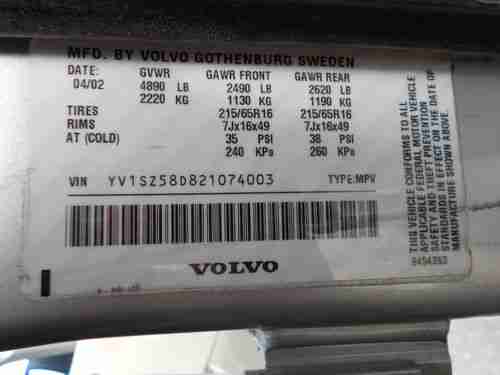 MFD. BY VOLVO GOTHENBURG SWEDEN
DATE: GVWR GAWR FRONT GAWR REAR
04/02 4890 LB 2490 LB 2620 LB
2220 KG 1130 KG 1190 KG
TIRES 215/65R16 215/65R16
RIMS 7Jx16x49 7Jx16x49
AT (COLD) 35 PSI 38 PSI
240 KPa 260 KPa
VIN YV1SZ58D821074003 TYPE: MPV
VOLVO
THIS VEHICLE CONFORMS TO ALL
APPLICABLE FEDERAL MOTOR VEHICLE
SAFETY AND THEFT PREVENTION
STANDARDS IN EFFECT ON THE DATE OF
MANUFACTURE SHOWN ABOVE.